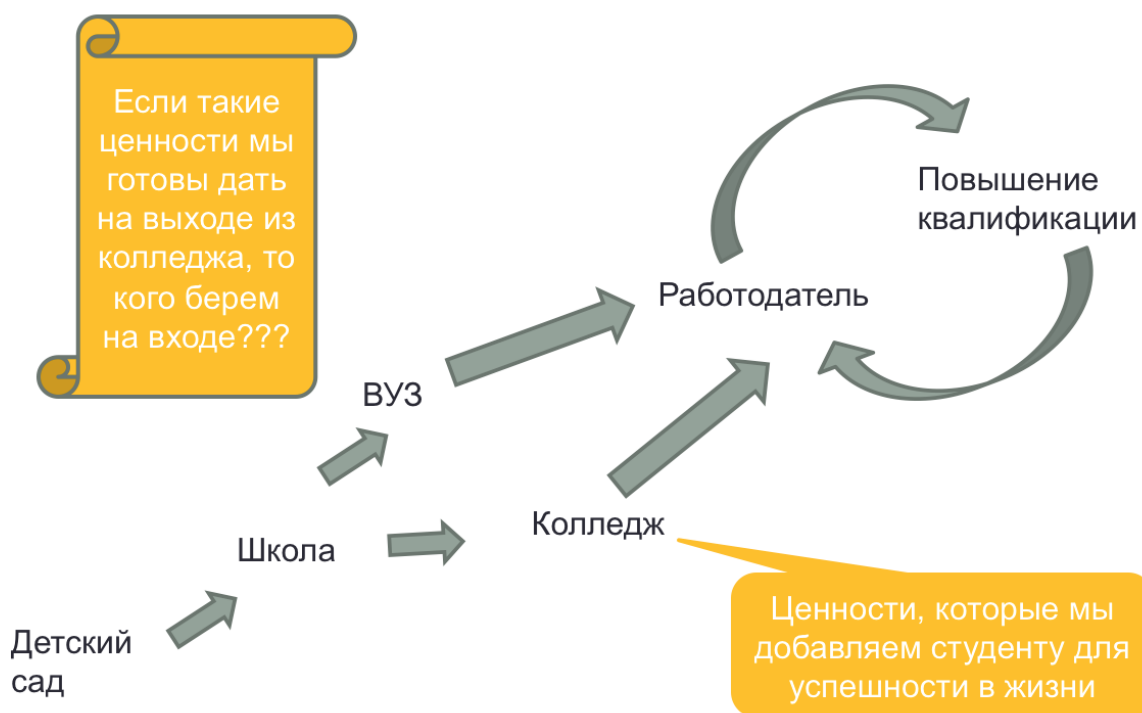 Если такие
ценности мы
готовы дать
на выходе из
колледжа, то
кого берем
на входе???
Повышение
квалификации
Работодатель
ВУЗ
Колледж
Школа
Детский
сад
Ценности, которые мы
добавляем студенту для
успешности в жизни